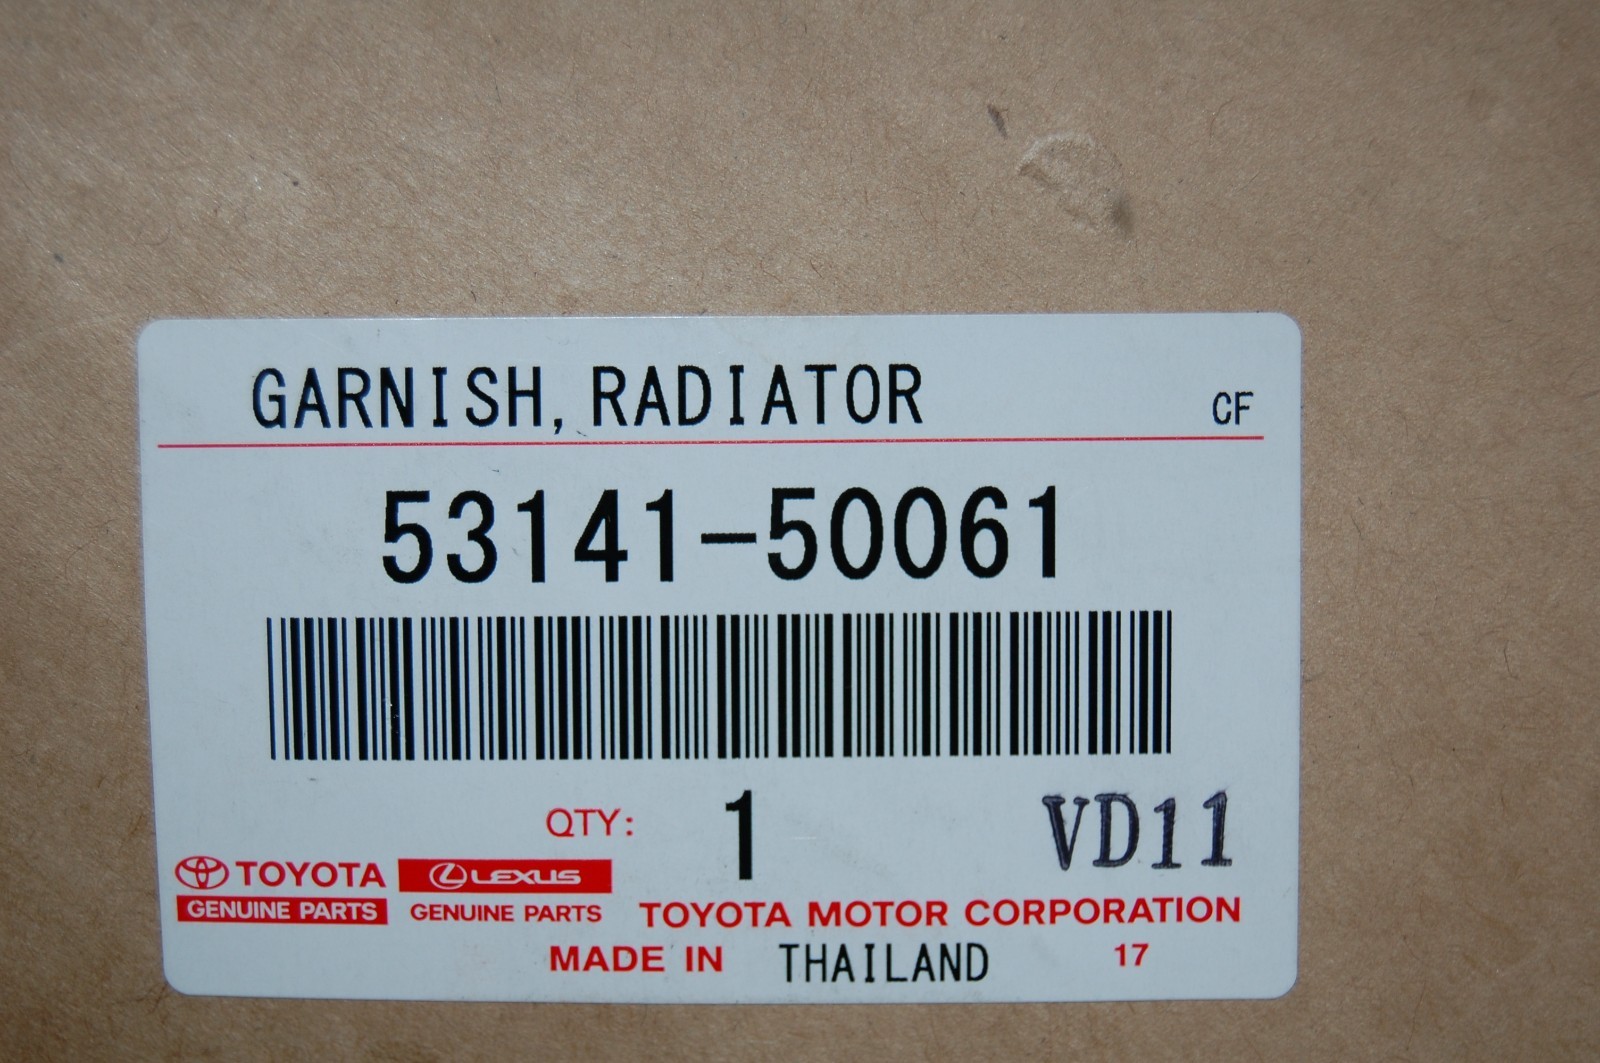 GARNISH, RADIATOR CF
53141-50061
QTY: 1 VD11
TOYOTA LEXUS
GENUINE PARTS GENUINE PARTS TOYOTA MOTOR CORPORATION
MADE IN THAILAND 17